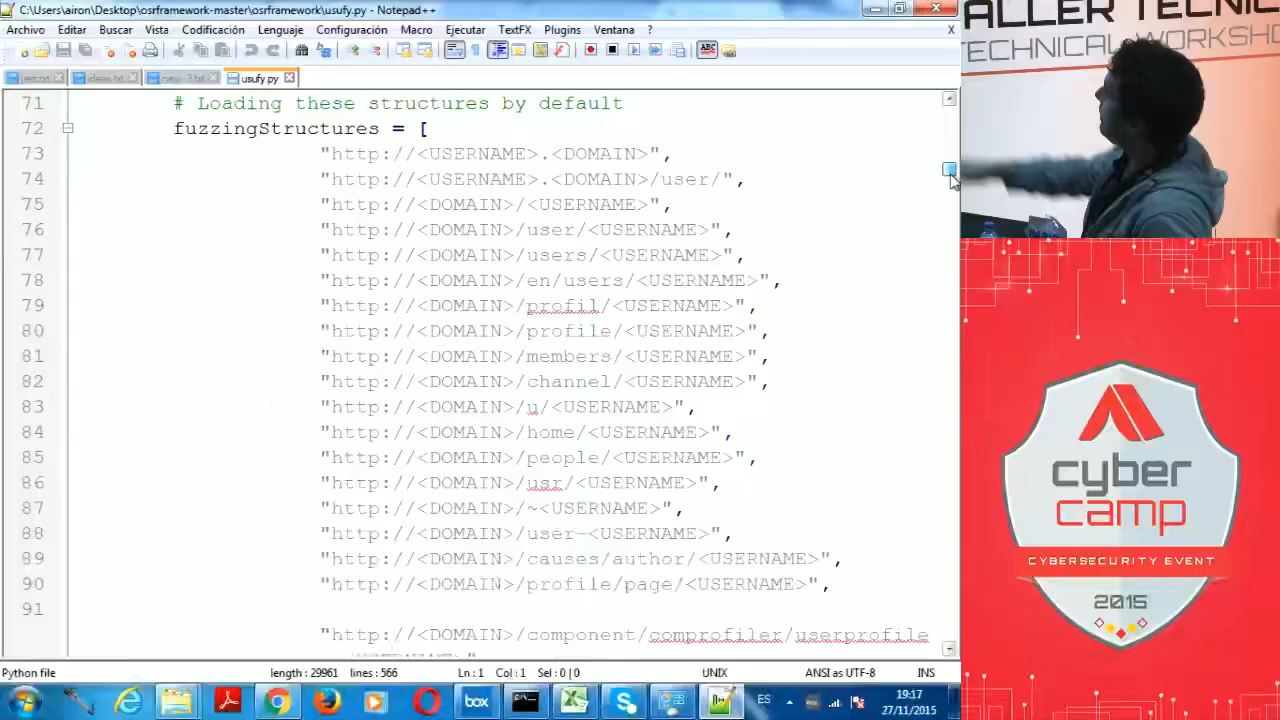 C:\Users\airon\Desktop\osrframework-master\osrframework\usufy.py - Notepad++
Archivo Editar Buscar Vista Codificación Lenguaje Configuración Macro Ejecutar TextFX Plugins Ventana ? X
usufy.py
71 # Loading these structures by default
72 fuzzingStructures = [
73 "http://<USERNAME>.<DOMAIN>",
74 "http://<USERNAME>.<DOMAIN>/user/",
75 "http://<DOMAIN>/<USERNAME>",
76 "http://<DOMAIN>/user/<USERNAME>",
77 "http://<DOMAIN>/users/<USERNAME>",
78 "http://<DOMAIN>/en/users/<USERNAME>",
79 "http://<DOMAIN>/profil/<USERNAME>",
80 "http://<DOMAIN>/profile/<USERNAME>",
81 "http://<DOMAIN>/members/<USERNAME>",
82 "http://<DOMAIN>/channel/<USERNAME>",
83 "http://<DOMAIN>/u/<USERNAME>",
84 "http://<DOMAIN>/home/<USERNAME>",
85 "http://<DOMAIN>/people/<USERNAME>",
86 "http://<DOMAIN>/usr/<USERNAME>",
87 "http://<DOMAIN>/~<USERNAME>",
88 "http://<DOMAIN>/user-<USERNAME>",
89 "http://<DOMAIN>/causes/author/<USERNAME>",
90 "http://<DOMAIN>/profile/page/<USERNAME>",
91
"http://<DOMAIN>/component/comprofiler/userprofile
Python file length : 29961 lines : 566 Ln : 1 Col : 1 Sel : 0 | 0 UNIX ANSI as UTF-8 INS
box
ES
19:17
27/11/2015
ALLER TECNIC
TECHNICAL WORKSHO
cyber
camp
CYBERSECURITY EVENT
2015